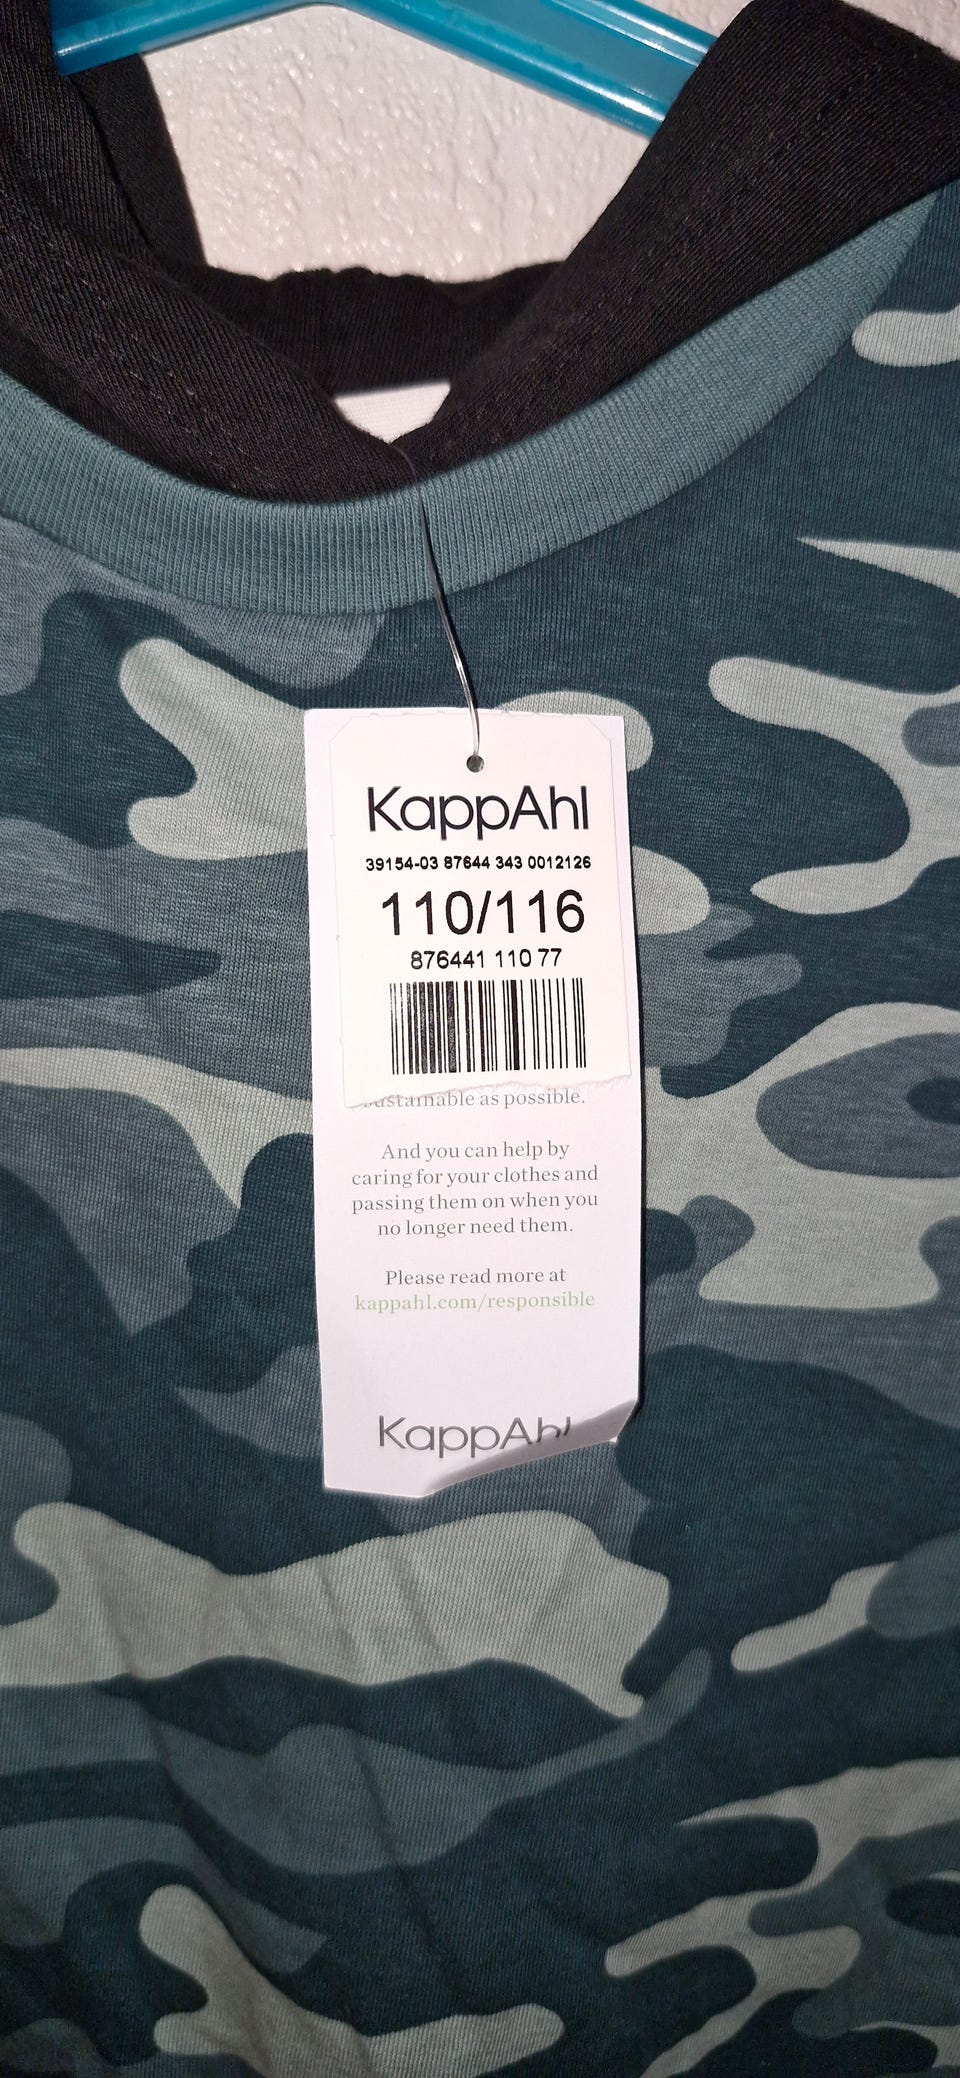 KappAhl
39154-03 87644 343 0012126
110/116
876441 110 77
sustainable as possible.
And you can help by
caring for your clothes and
passing them on when you
no longer need them.
Please read more at
kappahl.com/responsible
KappAhl